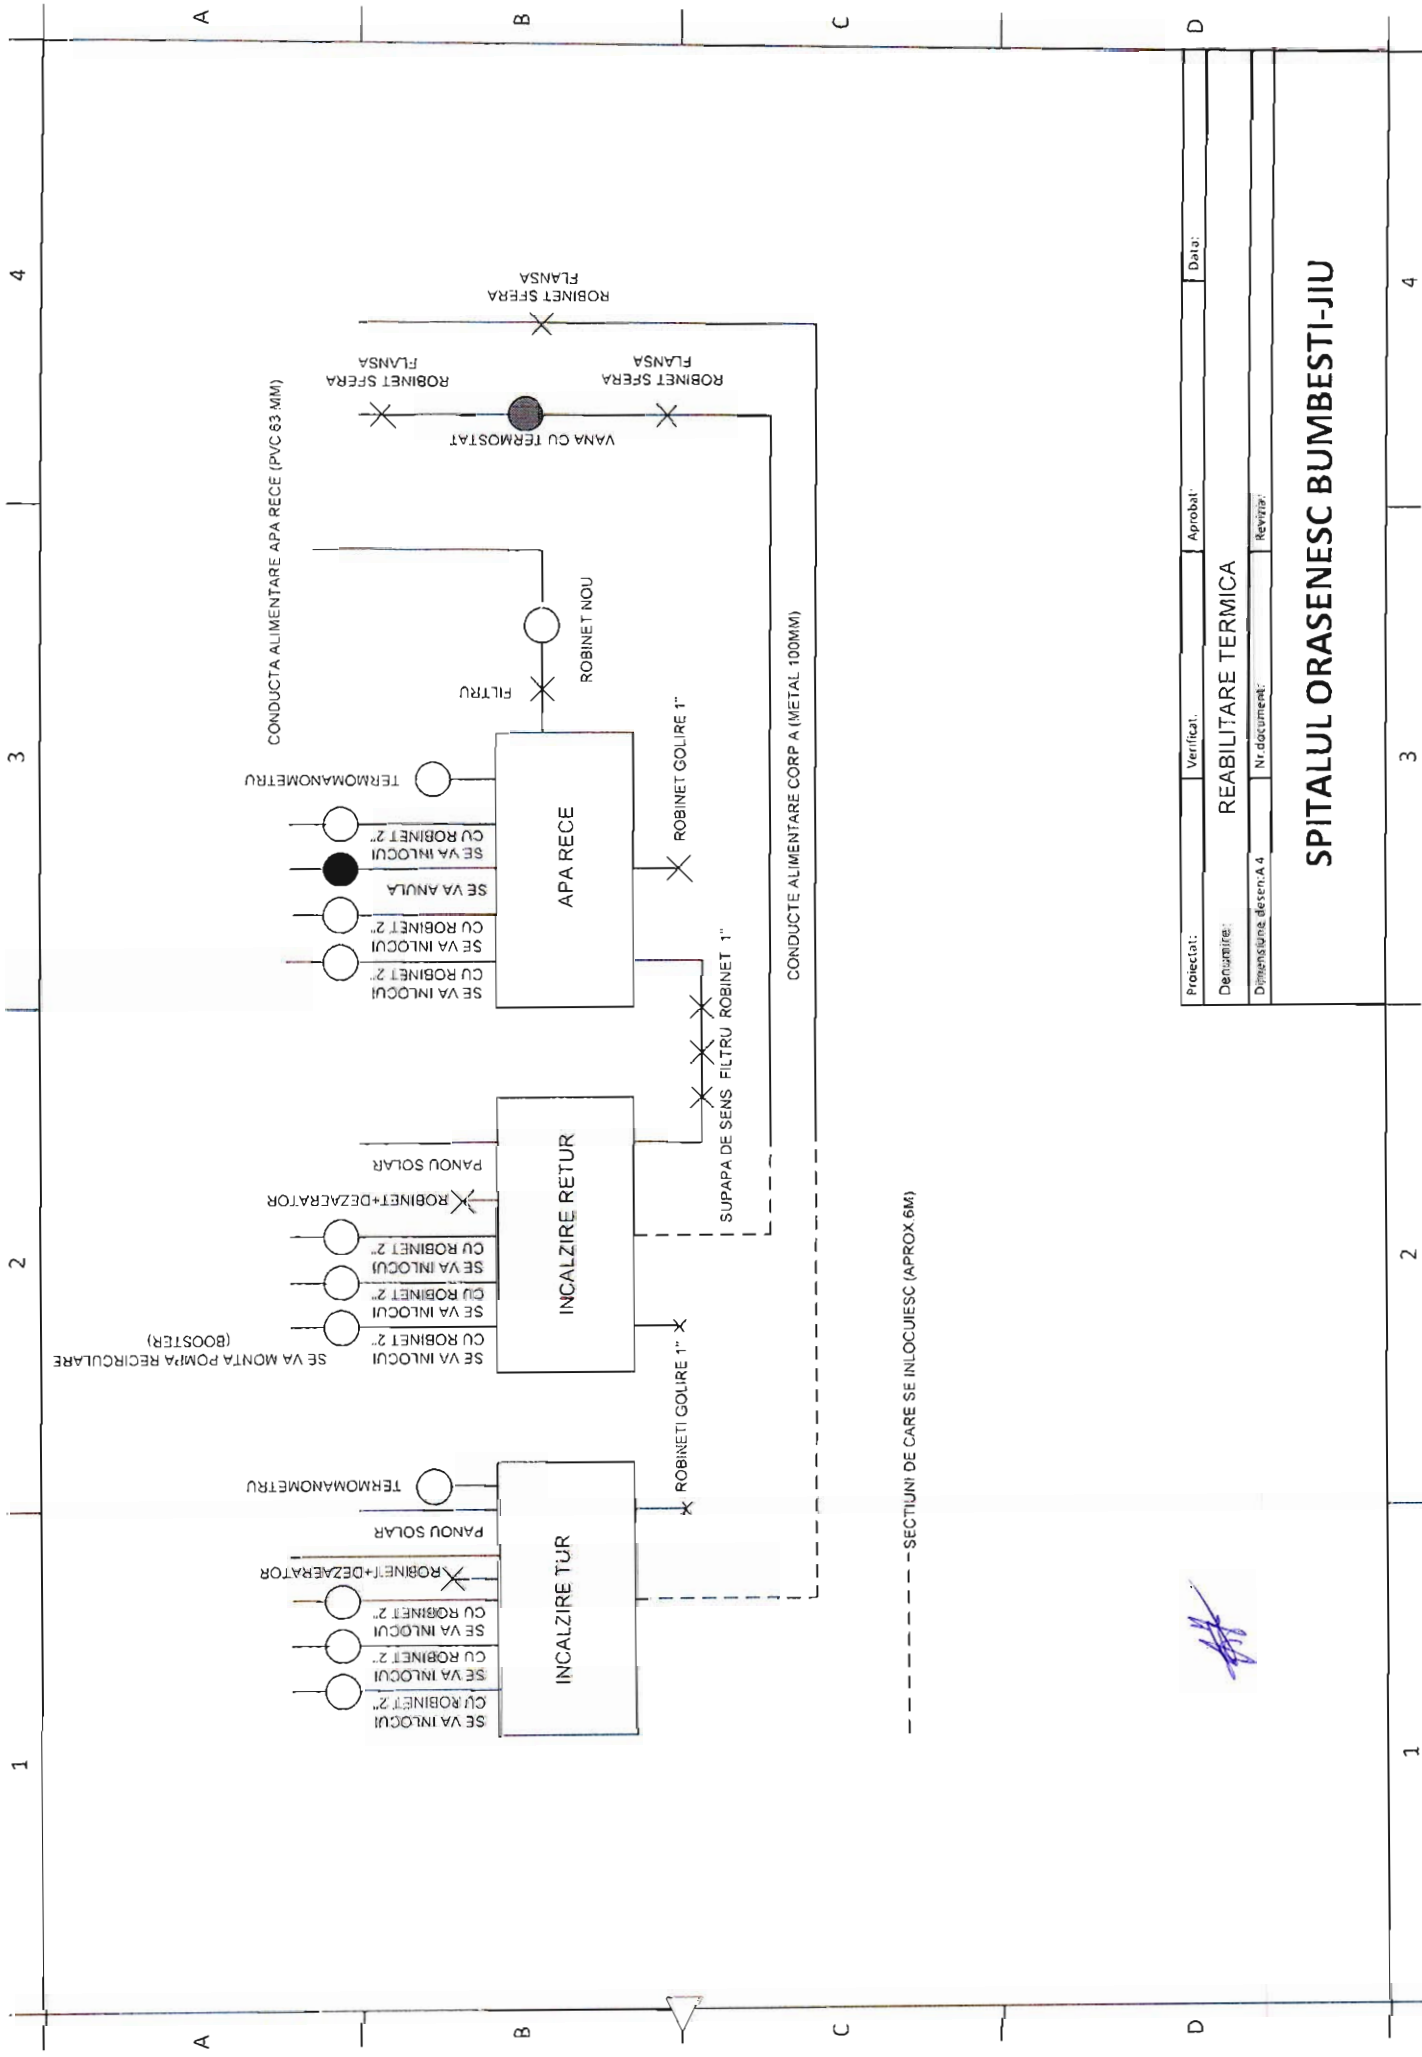 1
2
3
4
A
B
C
D
SE VA MONTA POMPA RECIRCULARE
(BOOSTER)
CONDUCTA ALIMENTARE APA RECE (PVC 63 MM)
SE VA INLOCUI
CU ROBINET 2"
SE VA INLOCUI
CU ROBINET 2"
SE VA INLOCUI
CU ROBINET 2"
ROBINET+DEZAERATOR
PANOU SOLAR
TERMOMANOMETRU
INCALZIRE TUR
SE VA INLOCUI
CU ROBINET 2"
SE VA INLOCUI
CU ROBINET 2"
SE VA INLOCUI
CU ROBINET 2"
ROBINET+DEZAERATOR
PANOU SOLAR
INCALZIRE RETUR
SE VA INLOCUI
CU ROBINET 2"
SE VA INLOCUI
CU ROBINET 2"
SE VA ANULA
SE VA INLOCUI
CU ROBINET 2"
TERMOMANOMETRU
APA RECE
FILTRU
ROBINET NOU
VANA CU TERMOSTAT
ROBINET SFERA
FLANSA
ROBINET SFERA
FLANSA
ROBINET SFERA
FLANSA
ROBINETI GOLIRE 1"
SUPAPA DE SENS FILTRU ROBINET 1"
ROBINET GOLIRE 1"
CONDUCTE ALIMENTARE CORP A (METAL 100MM)
SECTIUNI DE CARE SE INLOCUIESC (APROX.6M)
Proiectat:
Verificat.
Aprobat:
Data:
Denumire:
REABILITARE TERMICA
Dimensiune desen:A 4
Nr.document:
Revizia:
SPITALUL ORASENESC BUMBESTI-JIU
A
B
C
D
1
2
3
4